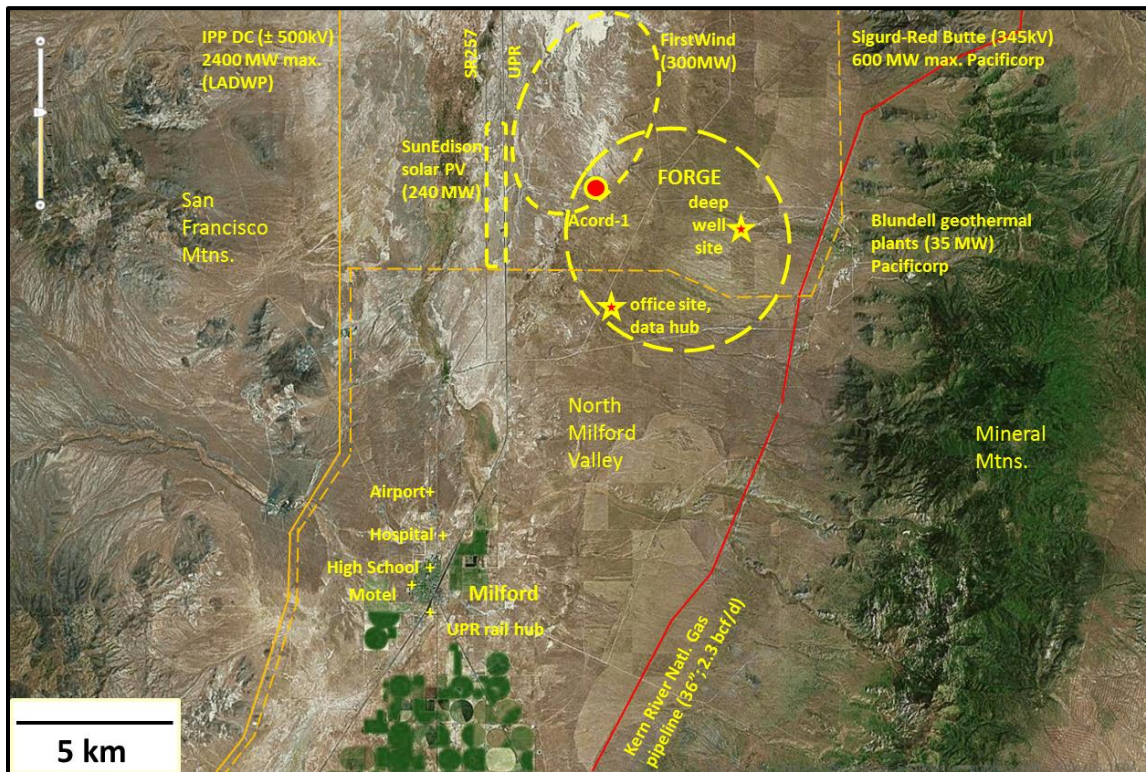 IPP DC (± 500kV)
2400 MW max.
(LADWP)
SR257
UPR
FirstWind
(300MW)
Sigurd-Red Butte (345kV)
600 MW max. Pacificorp
SunEdison
solar PV
(240 MW)
San
Francisco
Mtns.
FORGE
deep
well
site
Acord-1
Blundell geothermal
plants (35 MW)
Pacificorp
office site,
data hub
North
Milford
Valley
Mineral
Mtns.
Airport+
Hospital +
High School +
Motel +
Milford
+
UPR rail hub
Kern River Natl. Gas
pipeline (36”;2.3 bcf/d)
5 km